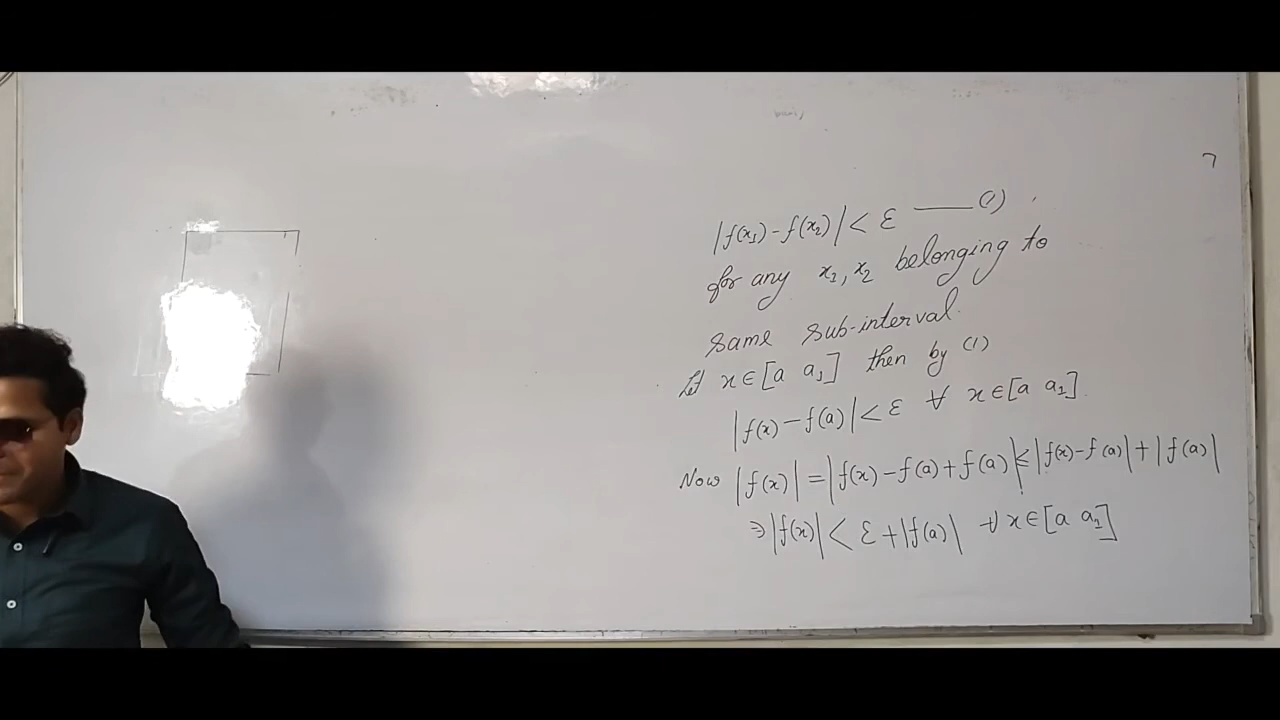 |f(x₁)-f(x₂)| < ε —— (1)
for any x₁, x₂ belonging to
same sub-interval.
Let x∈[a a₁] then by (1)
|f(x)-f(a)| < ε ∀ x∈[a a₁].
Now |f(x)| = |f(x)-f(a)+f(a)| ≤ |f(x)-f(a)| + |f(a)|
⇒ |f(x)| < ε + |f(a)| ∀ x∈[a a₁]